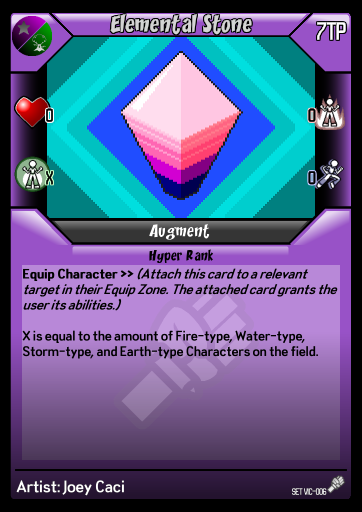 Elemental Stone
7TP
0
0
X
0
Augment
Hyper Rank
Equip Character >> (Attach this card to a relevant
target in their Equip Zone. The attached card grants the
user its abilities.)
X is equal to the amount of Fire-type, Water-type,
Storm-type, and Earth-type Characters on the field.
Artist: Joey Caci
SET VIC-006